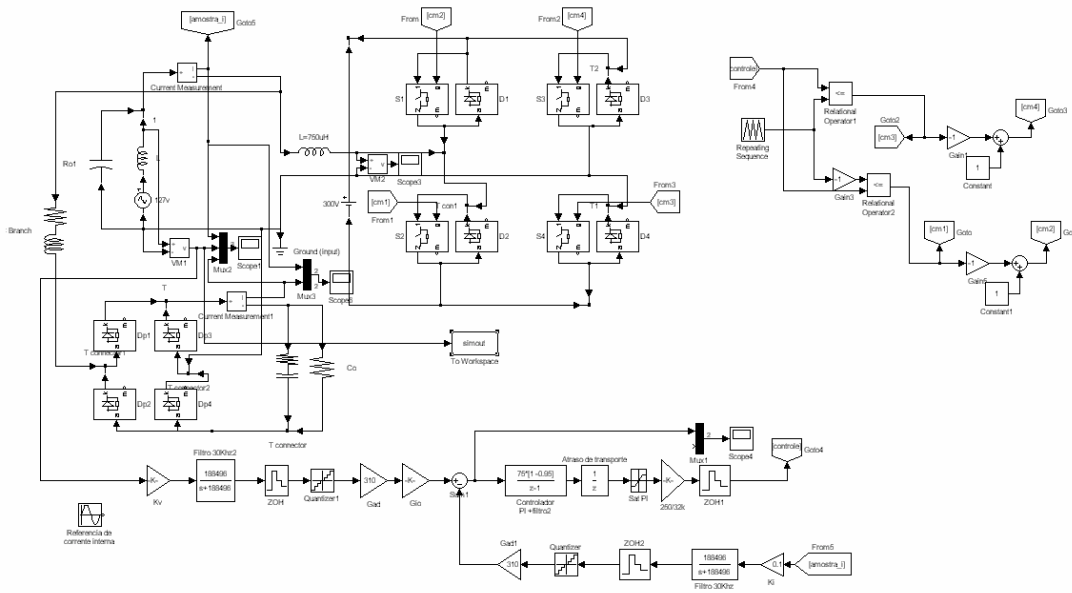 [amostra_i]
Goto5
Current Measurement
From
[cm2]
From2
[cm4]
S1
D1
S3
T2
D3
L=750uH
VM2
Scope3
Ro1
127v
300V
[cm1]
From1
T con1
S2
D2
From3
[cm3]
T1
S4
D4
Branch
VM1
Mux2
Scope1
Ground (input)
2
Mux3
T
Current Measurement1
Dp1
Dp3
Dp2
Dp4
Co
T connector
simout
To Workspace
[controle]
From4
Repeating
Sequence
<=
Relational
Operator1
Goto2
[cm3]
-1
Gain1
1
Constant
[cm4]
Goto3
-1
Gain3
<=
Relational
Operator2
[cm1]
Goto
-1
Gain5
1
Constant1
[cm2]
-K-
Kv
Filtro 30Khz2
188496
s+188496
ZOH
Quantizer1
310
Gad
-K-
75*[1 -0.95]
z-1
Controlador
PI +filtro2
Atraso de transporte
1
z
Sat PI
-K-
250/32k
ZOH1
Mux1
2
Scope4
[controle]
Goto4
Referencia de
corrente interna
Gad1
310
Quantizer
ZOH2
188496
s+188496
Filtro 30Khz
0.1
Ki
From5
[amostra_i]